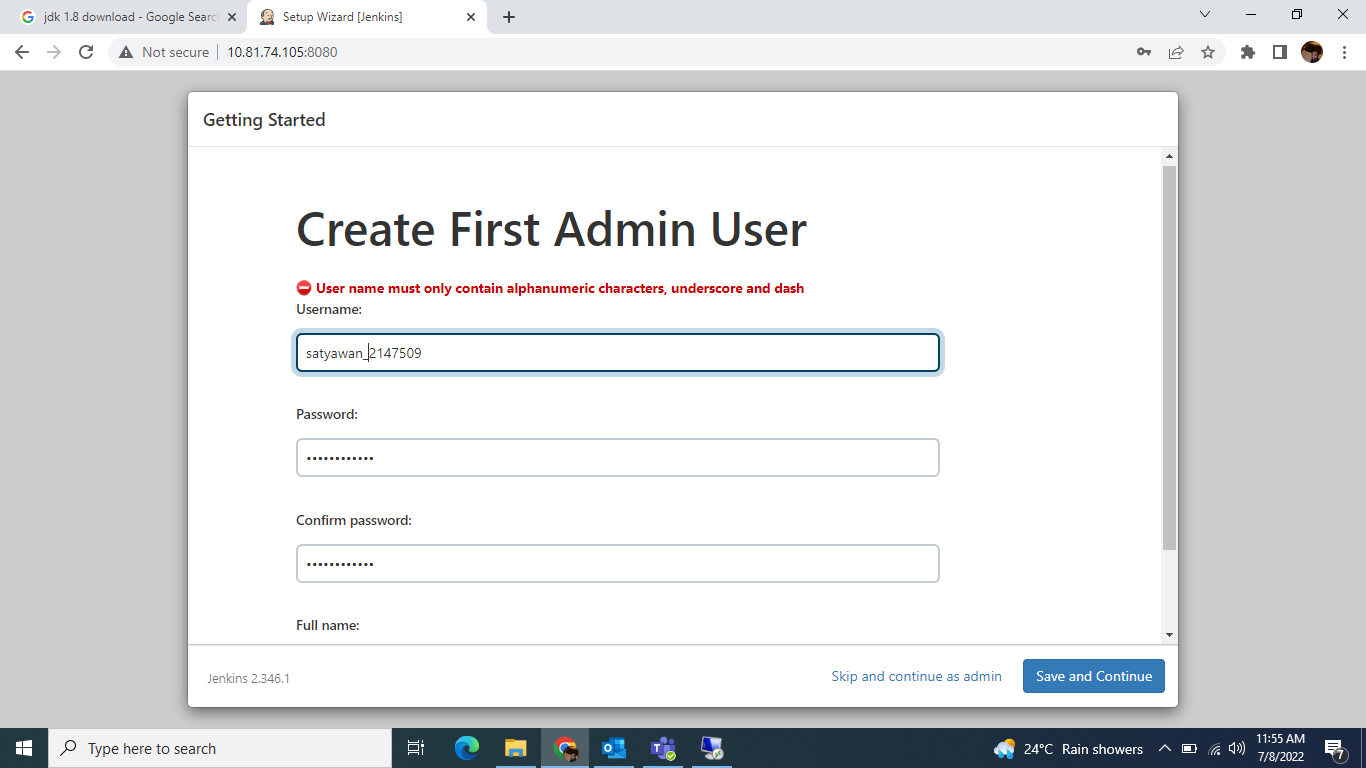 jdk 1.8 download - Google Searc
Setup Wizard [Jenkins]
Not secure
10.81.74.105:8080
Getting Started
Create First Admin User
User name must only contain alphanumeric characters, underscore and dash
Username:
satyawan_2147509
Password:
••••••••••••
Confirm password:
••••••••••••
Full name:
Jenkins 2.346.1
Skip and continue as admin
Save and Continue
Type here to search
24°C Rain showers
11:55 AM
7/8/2022
7